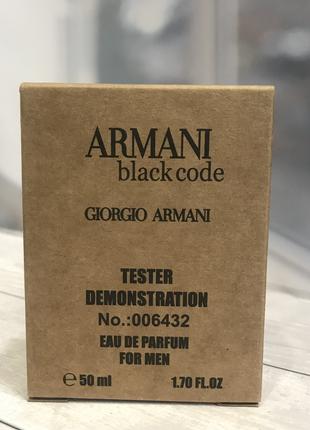 ARMANI
black code
GIORGIO ARMANI
TESTER
DEMONSTRATION
No.:006432
EAU DE PARFUM
FOR MEN
℮ 50 ml 1.70 FL.OZ